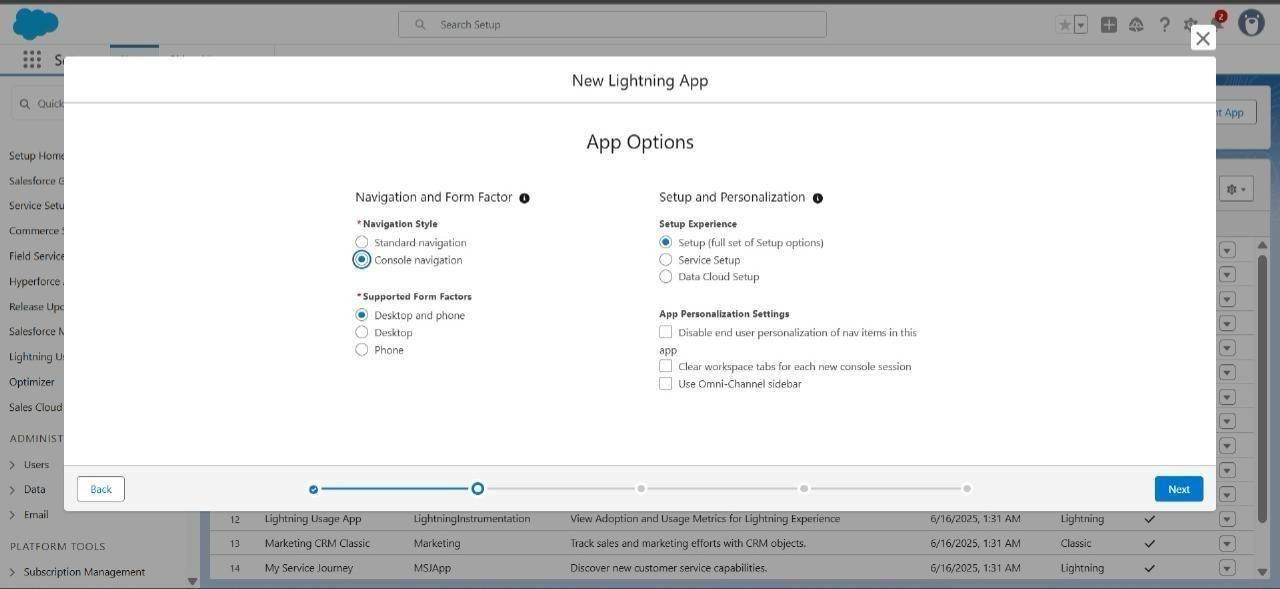 Search Setup
2
New Lightning App
App Options
Navigation and Form Factor
*Navigation Style
Standard navigation
Console navigation
*Supported Form Factors
Desktop and phone
Desktop
Phone
Setup and Personalization
Setup Experience
Setup (full set of Setup options)
Service Setup
Data Cloud Setup
App Personalization Settings
Disable end user personalization of nav items in this
app
Clear workspace tabs for each new console session
Use Omni-Channel sidebar
Back
Next
Quick
Setup Home
Salesforce G
Service Setu
Commerce S
Field Service
Hyperforce
Release Upd
Salesforce M
Lightning Us
Optimizer
Sales Cloud
ADMINIST
Users
Data
Email
PLATFORM TOOLS
Subscription Management
App
12 Lightning Usage App LightningInstrumentation View Adoption and Usage Metrics for Lightning Experience 6/16/2025, 1:31 AM Lightning
13 Marketing CRM Classic Marketing Track sales and marketing efforts with CRM objects. 6/16/2025, 1:31 AM Classic
14 My Service Journey MSJApp Discover new customer service capabilities. 6/16/2025, 1:31 AM Lightning